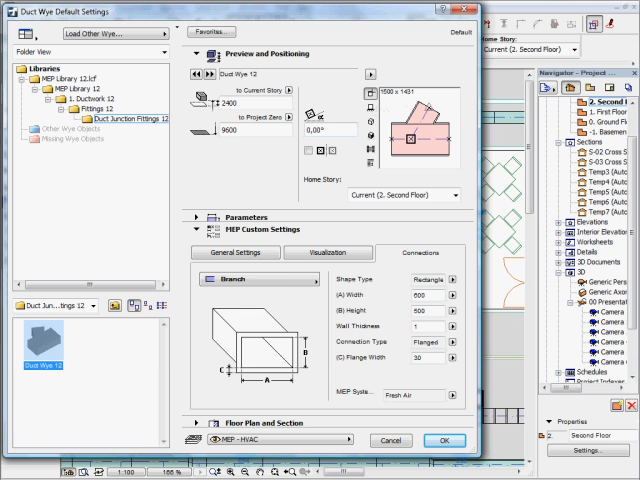 Duct Wye Default Settings
Load Other Wye...
Folder View
Libraries
MEP Library 12.lcf
MEP Library 12
1. Ductwork 12
Fittings 12
Duct Junction Fittings 12
Other Wye Objects
Missing Wye Objects
Duct Jun...tings 12
Duct Wye 12
Favorites...
Default
Preview and Positioning
Duct Wye 12
to Current Story
2400
to Project Zero
9600
0,00°
1500 x 1431
Home Story:
Current (2. Second Floor)
Parameters
MEP Custom Settings
General Settings
Visualization
Connections
Branch
A
B
C
Shape Type
Rectangle
(A) Width
600
(B) Height
500
Wall Thickness
1
Connection Type
Flanged
(C) Flange Width
30
MEP Syste...
Fresh Air
Floor Plan and Section
MEP - HVAC
Cancel
OK
Home Story:
Current (2. Second Floor)
Navigator - Project ...
2. Second
1. First Floor
0. Ground Fl
-1. Basemen
Sections
S-02 Cross S
S-03 Cross S
Temp3 (Auto
Temp4 (Auto
Temp5 (Auto
Temp6 (Auto
Temp7 (Auto
Elevations
Interior Elevation
Worksheets
Details
3D Documents
3D
Generic Pers
Generic Axon
00 Presentat
Camera
Camera
Camera
Camera
Camera
Schedules
Project Indexes
Properties
2.
Second Floor
Settings...
1:100
166 %